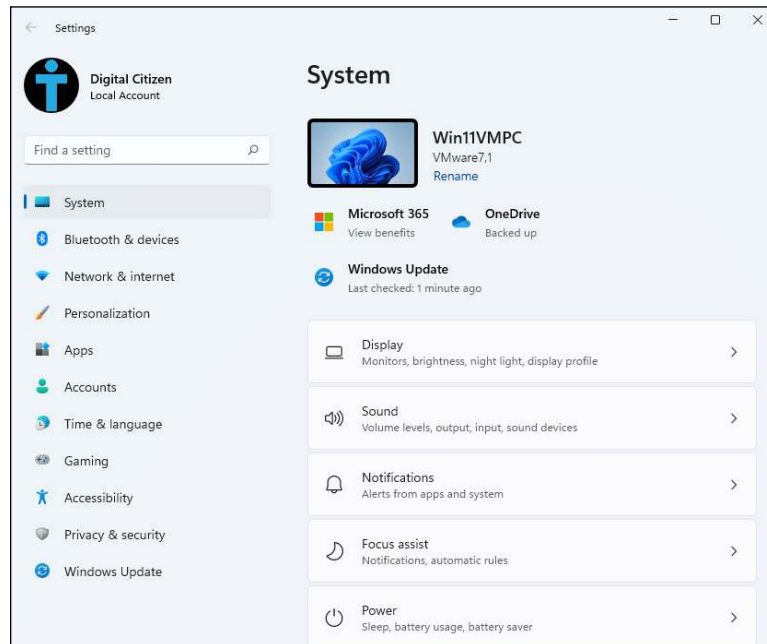 Settings
Digital Citizen
Local Account
Find a setting
System
Bluetooth & devices
Network & internet
Personalization
Apps
Accounts
Time & language
Gaming
Accessibility
Privacy & security
Windows Update
System
Win11VMPC
VMware7,1
Rename
Microsoft 365
View benefits
OneDrive
Backed up
Windows Update
Last checked: 1 minute ago
Display
Monitors, brightness, night light, display profile
Sound
Volume levels, output, input, sound devices
Notifications
Alerts from apps and system
Focus assist
Notifications, automatic rules
Power
Sleep, battery usage, battery saver